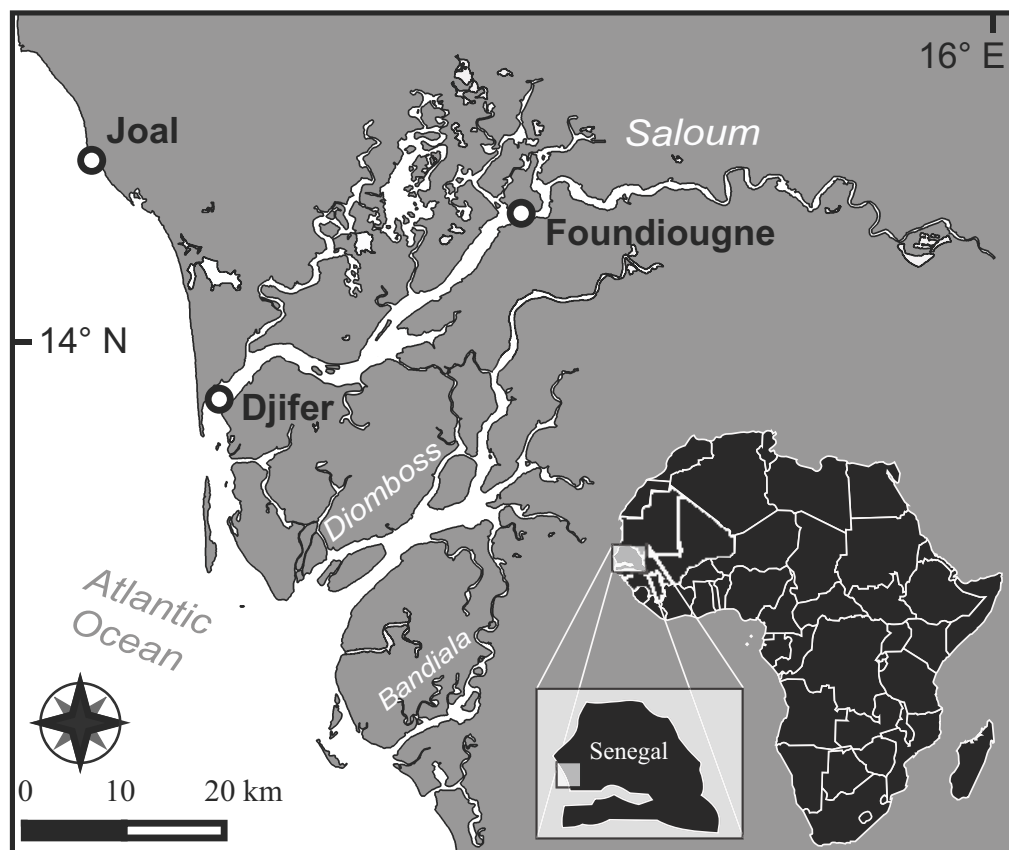 16° E
Joal
Saloum
Foundiougne
14° N
Djifer
Diomboss
Atlantic
Ocean
Bandiala
Senegal
0 10 20 km